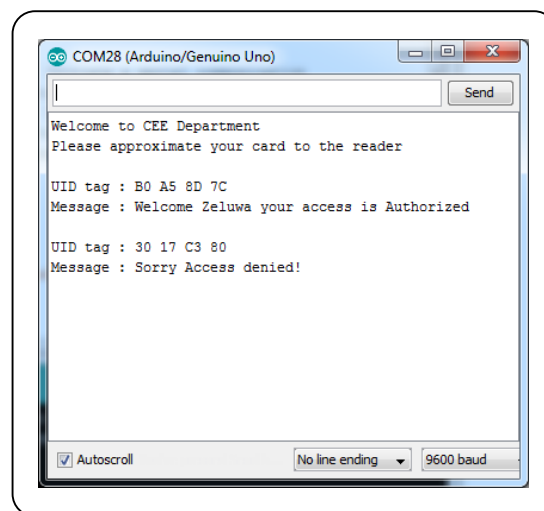 COM28 (Arduino/Genuino Uno)
Send
Welcome to CEE Department
Please approximate your card to the reader
UID tag : B0 A5 8D 7C
Message : Welcome Zeluwa your access is Authorized
UID tag : 30 17 C3 80
Message : Sorry Access denied!
Autoscroll
No line ending
9600 baud